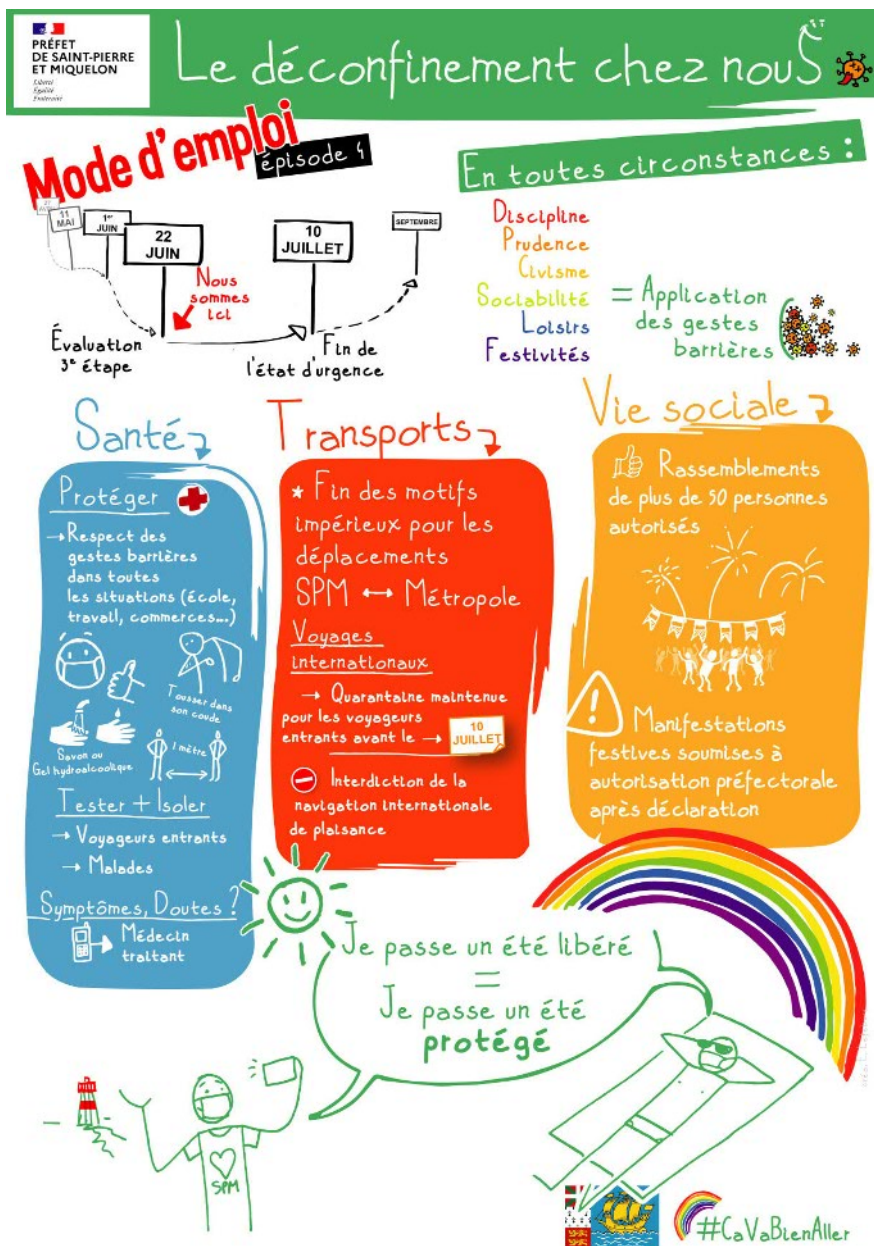 PRÉFET
DE SAINT-PIERRE
ET MIQUELON
Liberté
Égalité
Fraternité
Le déconfinement chez nouS
Mode d'emploi
épisode 4
11
MAI
1er
JUIN
22
JUIN
10
JUILLET
SEPTEMBRE
Nous
sommes
ici
Évaluation
3e étape
Fin de
l'état d'urgence
En toutes circonstances :
Discipline
Prudence
Civisme
Sociabilité
Loisirs
Festivités
= Application
des gestes
barrières
Santé
Protéger
→ Respect des
gestes barrières
dans toutes
les situations (école,
travail, commerces...)
Tousser dans
son coude
Savon ou
Gel hydroalcoolique
1 mètre
Tester + Isoler
→ Voyageurs entrants
→ Malades
Symptômes, Doutes ?
Médecin
traitant
Transports
* Fin des motifs
impérieux pour les
déplacements
SPM ↔ Métropole
Voyages
internationaux
→ Quarantaine maintenue
pour les voyageurs
entrants avant le →
10
JUILLET
Interdiction de la
navigation internationale
de plaisance
Vie sociale
Rassemblements
de plus de 50 personnes
autorisés
! Manifestations
festives soumises à
autorisation préfectorale
après déclaration
Je passe un été libéré
=
Je passe un été
protégé
SPM
#CaVaBienAller